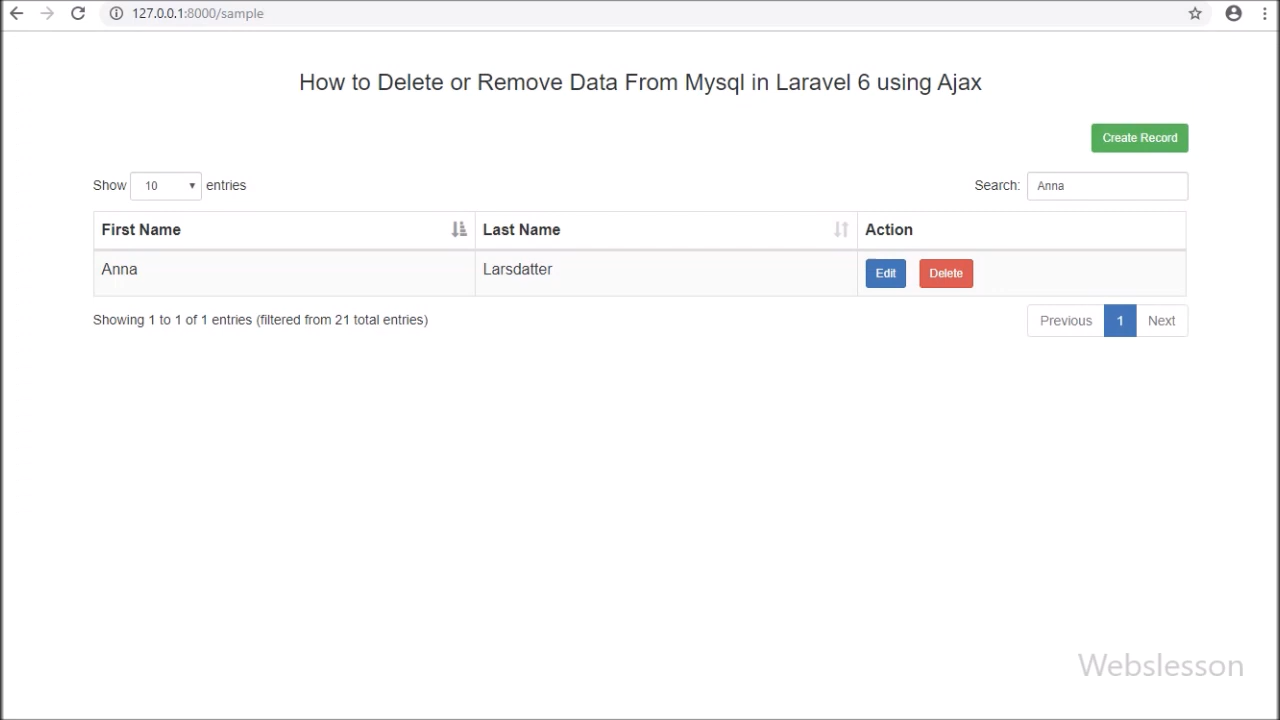 127.0.0.1:8000/sample
How to Delete or Remove Data From Mysql in Laravel 6 using Ajax
Create Record
Show 10 entries Search: Anna
First Name Last Name Action
Anna Larsdatter Edit Delete
Showing 1 to 1 of 1 entries (filtered from 21 total entries) Previous 1 Next
Webslesson